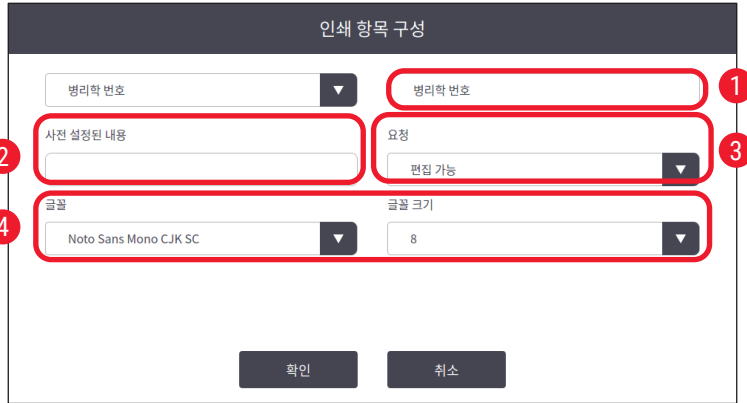 인쇄 항목 구성
병리학 번호 ▼ 병리학 번호 1
사전 설정된 내용 요청
2 3
편집 가능 ▼
글꼴 글꼴 크기
4
Noto Sans Mono CJK SC ▼ 8 ▼
확인 취소